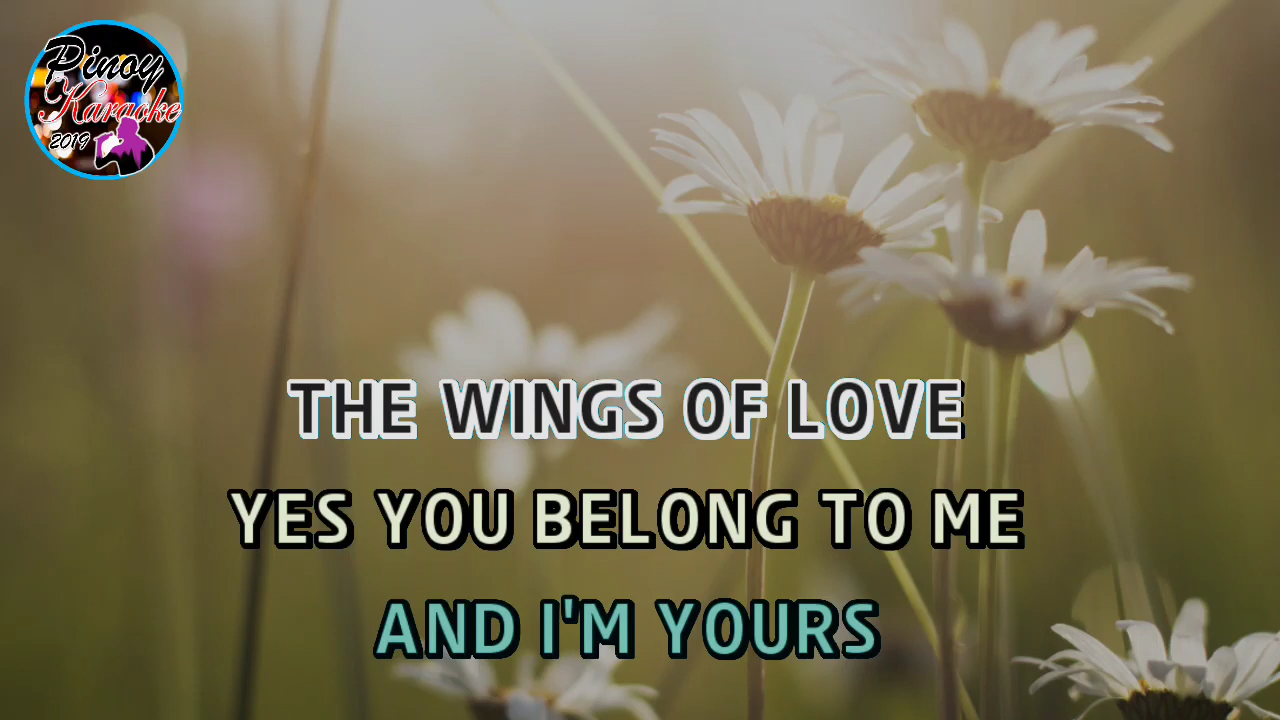 Pinoy
Karaoke
2019
THE WINGS OF LOVE
YES YOU BELONG TO ME
AND I'M YOURS